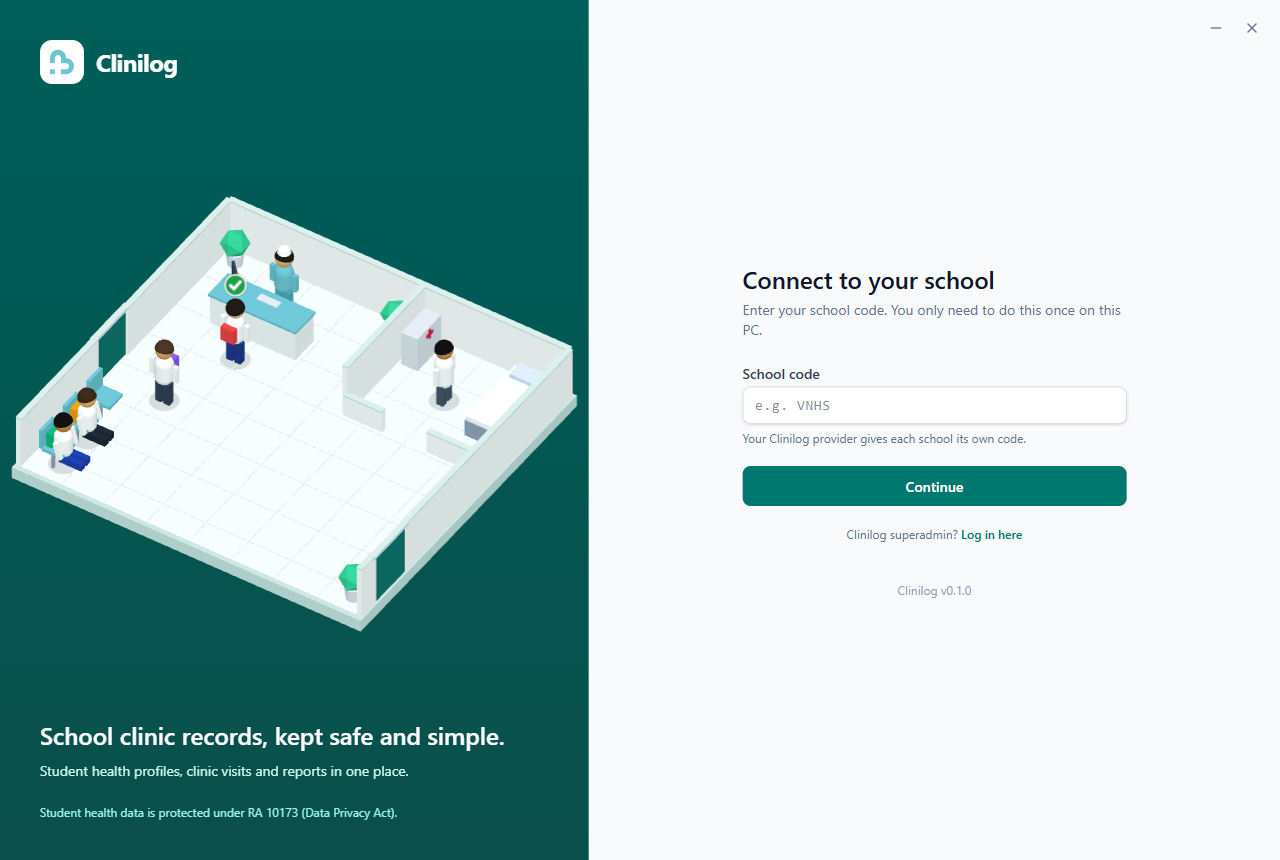 Clinilog
School clinic records, kept safe and simple.
Student health profiles, clinic visits and reports in one place.
Student health data is protected under RA 10173 (Data Privacy Act).
Connect to your school
Enter your school code. You only need to do this once on this
PC.
School code
e.g. VNHS
Your Clinilog provider gives each school its own code.
Continue
Clinilog superadmin? Log in here
Clinilog v0.1.0